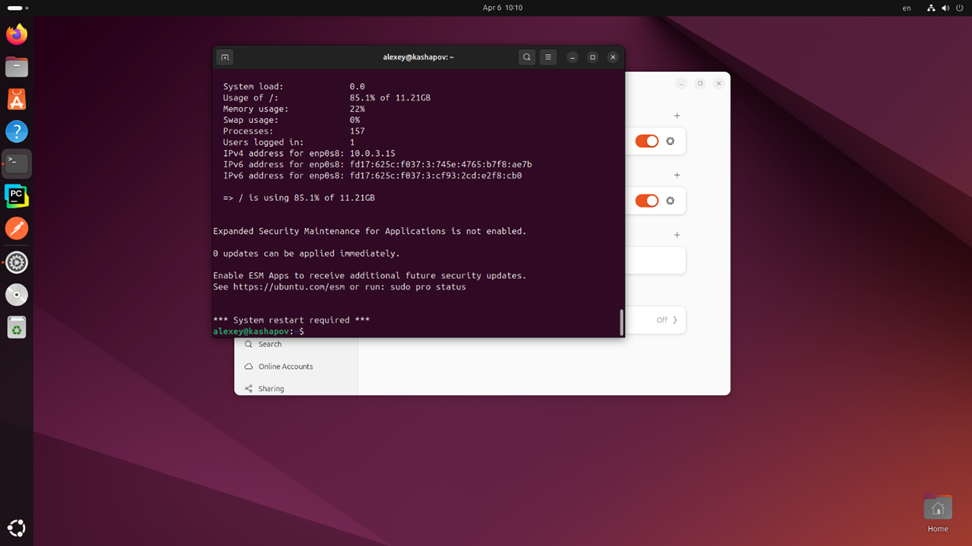 Apr 6 10:10
en
alexey@kashapov: ~
System load: 0.0
Usage of /: 85.1% of 11.21GB
Memory usage: 22%
Swap usage: 0%
Processes: 157
Users logged in: 1
IPv4 address for enp0s8: 10.0.3.15
IPv6 address for enp0s8: fd17:625c:f037:3:745e:4765:b7f8:ae7b
IPv6 address for enp0s8: fd17:625c:f037:3:cf93:2cd:e2f8:cb0
=> / is using 85.1% of 11.21GB
Expanded Security Maintenance for Applications is not enabled.
0 updates can be applied immediately.
Enable ESM Apps to receive additional future security updates.
See https://ubuntu.com/esm or run: sudo pro status
*** System restart required ***
alexey@kashapov:~$
Off
Search
Online Accounts
Sharing
PC
Home